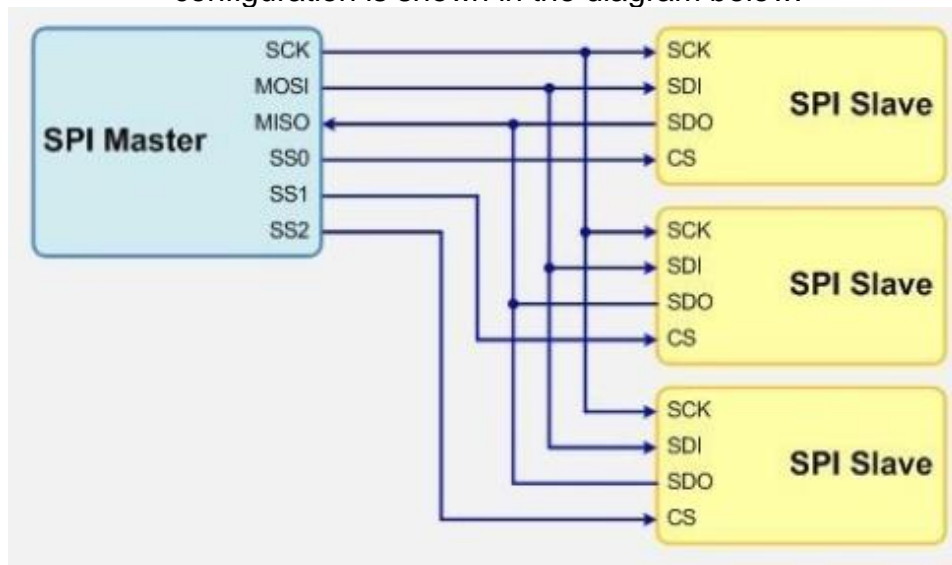 configuration is shown in the diagram below.
SPI Master
SCK
MOSI
MISO
SS0
SS1
SS2
SCK
SDI
SDO
CS
SPI Slave
SCK
SDI
SDO
CS
SPI Slave
SCK
SDI
SDO
CS
SPI Slave